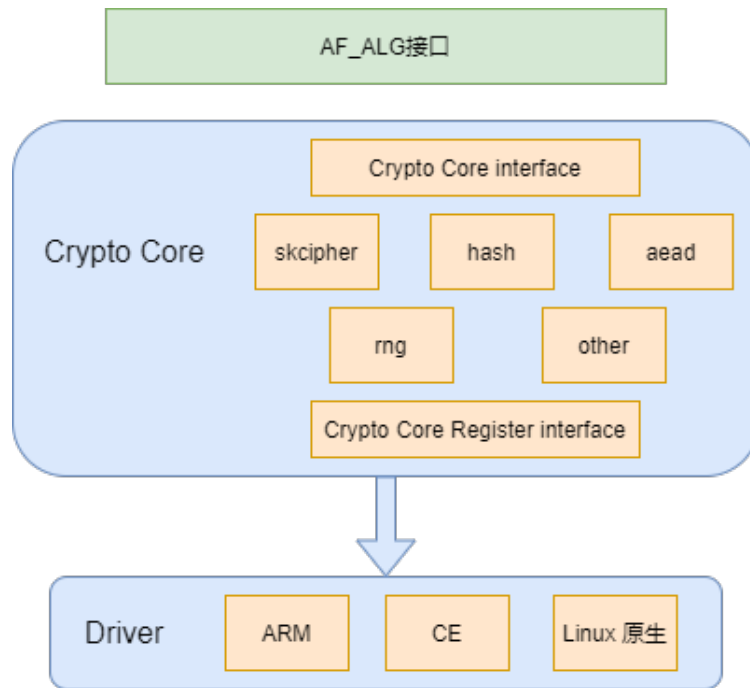 AF_ALG接口
Crypto Core interface
Crypto Core
skcipher
hash
aead
rng
other
Crypto Core Register interface
Driver
ARM
CE
Linux 原生